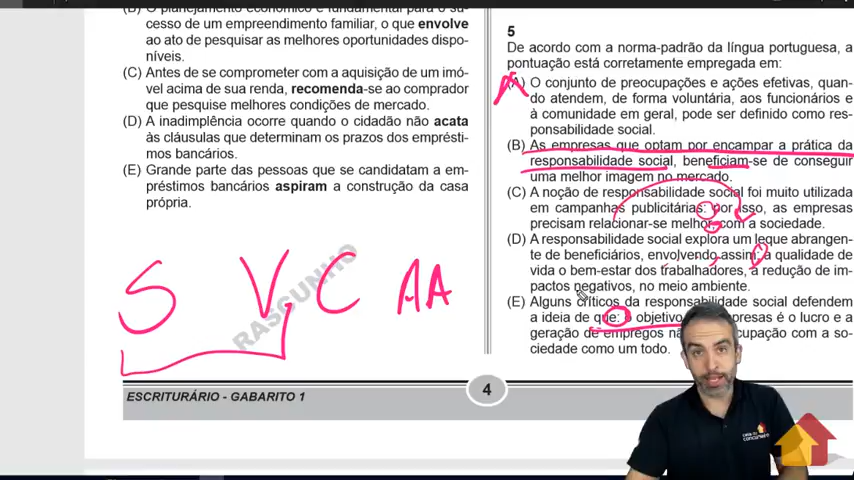 (B) O planejamento econômico é fundamental para o su-
cesso de um empreendimento familiar, o que envolve
ao ato de pesquisar as melhores oportunidades dispo-
níveis.
(C) Antes de se comprometer com a aquisição de um imó-
vel acima de sua renda, recomenda-se ao comprador
que pesquise melhores condições de mercado.
(D) A inadimplência ocorre quando o cidadão não acata
às cláusulas que determinam os prazos dos emprésti-
mos bancários.
(E) Grande parte das pessoas que se candidatam a em-
préstimos bancários aspiram a construção da casa
própria.
S V C AA
RASCUNHO
ESCRITURÁRIO - GABARITO 1
4
5
De acordo com a norma-padrão da língua portuguesa, a
pontuação está corretamente empregada em:
(A) O conjunto de preocupações e ações efetivas, quan-
do atendem, de forma voluntária, aos funcionários e
à comunidade em geral, pode ser definido como res-
ponsabilidade social.
(B) As empresas que optam por encampar a prática da
responsabilidade social, beneficiam-se de conseguir
uma melhor imagem no mercado.
(C) A noção de responsabilidade social foi muito utilizada
em campanhas publicitárias: por isso, as empresas
precisam relacionar-se melhor, com a sociedade.
(D) A responsabilidade social explora um leque abrangen-
te de beneficiários, envolvendo assim: a qualidade de
vida o bem-estar dos trabalhadores, a redução de im-
pactos negativos, no meio ambiente.
(E) Alguns críticos da responsabilidade social defendem
a ideia de que: o objetivo empresas é o lucro e a
geração de empregos ocupação com a so-
ciedade como um todo.
casa do
concurseiro